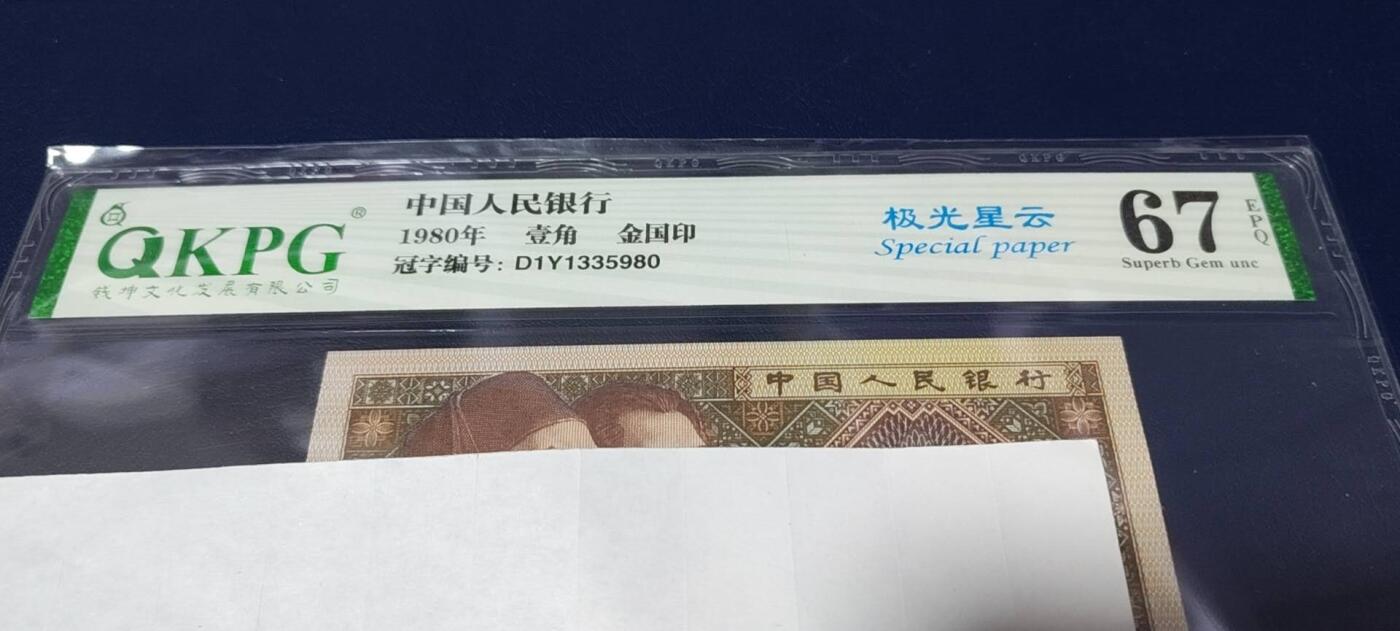 QKPG®
钱坤文化发展有限公司
中国人民银行
1980年 壹角 金国印
冠字编号: D1Y1335980
极光星云
Special paper
67
EPQ
Superb Gem unc
中国人民银行